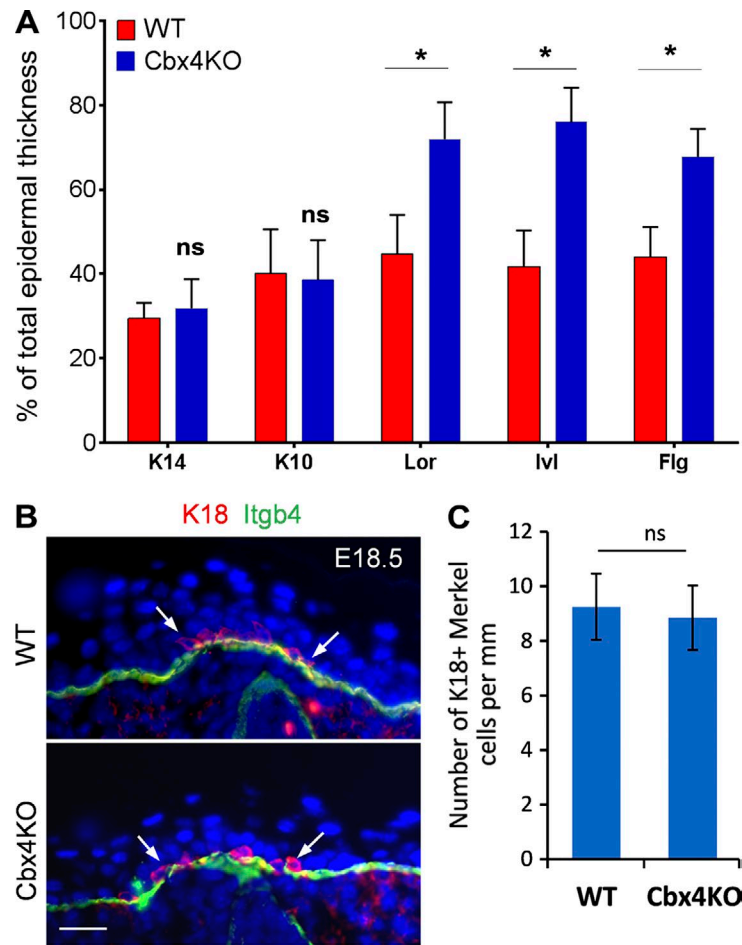 A
WT
Cbx4KO
% of total epidermal thickness
100
80
60
40
20
0
ns
ns
*
*
*
K14
K10
Lor
Ivl
Flg
B
K18 Itgb4
E18.5
WT
Cbx4KO
C
Number of K18+ Merkel
cells per mm
12
10
8
6
4
2
0
ns
WT
Cbx4KO